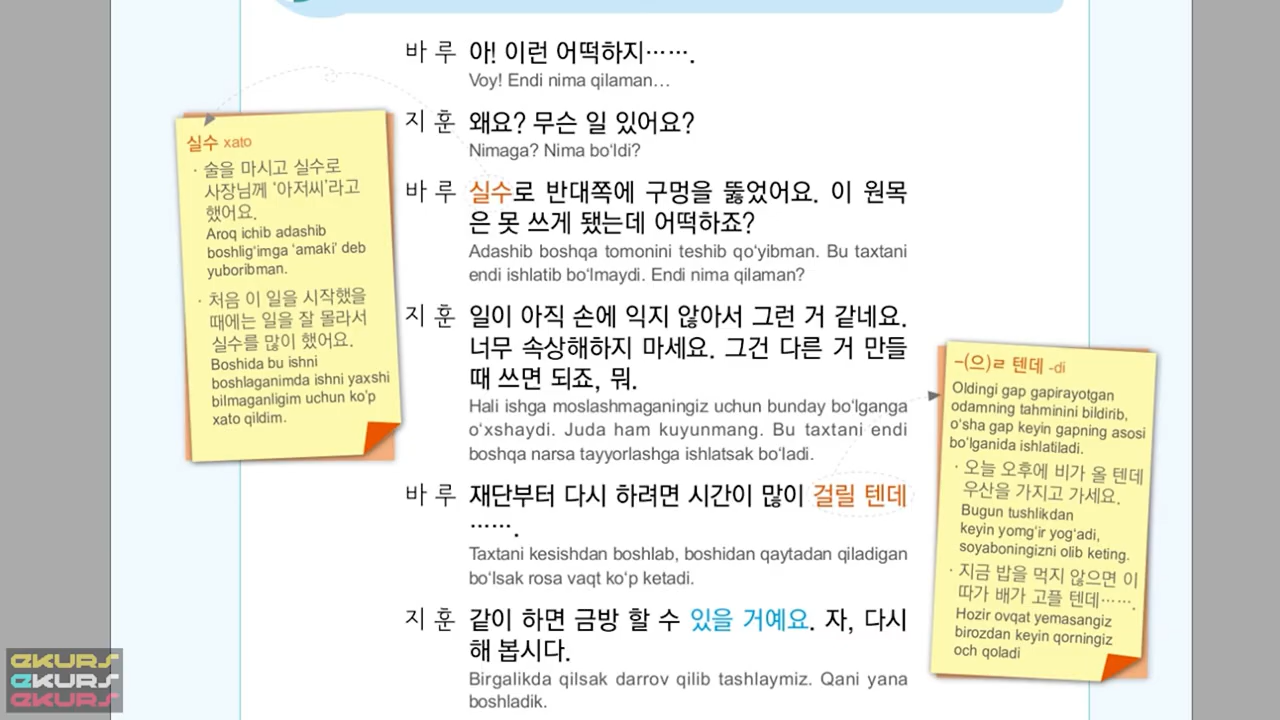 바 루 아! 이런 어떡하지…….
Voy! Endi nima qilaman…
지 훈 왜요? 무슨 일 있어요?
Nimaga? Nima bo‘ldi?
바 루 실수로 반대쪽에 구멍을 뚫었어요. 이 원목
은 못 쓰게 됐는데 어떡하죠?
Adashib boshqa tomonini teshib qo‘yibman. Bu taxtani
endi ishlatib bo‘lmaydi. Endi nima qilaman?
지 훈 일이 아직 손에 익지 않아서 그런 거 같네요.
너무 속상해하지 마세요. 그건 다른 거 만들
때 쓰면 되죠, 뭐.
Hali ishga moslashmaganingiz uchun bunday bo‘lganga
o‘xshaydi. Juda ham kuyunmang. Bu taxtani endi
boshqa narsa tayyorlashga ishlatsak bo‘ladi.
바 루 재단부터 다시 하려면 시간이 많이 걸릴 텐데
…….
Taxtani kesishdan boshlab, boshidan qaytadan qiladigan
bo‘lsak rosa vaqt ko‘p ketadi.
지 훈 같이 하면 금방 할 수 있을 거예요. 자, 다시
해 봅시다.
Birgalikda qilsak darrov qilib tashlaymiz. Qani yana
boshladik.
실수 xato
· 술을 마시고 실수로
사장님께 ‘아저씨’라고
했어요.
Aroq ichib adashib
boshlig‘imga ‘amaki’ deb
yuboribman.
· 처음 이 일을 시작했을
때에는 일을 잘 몰라서
실수를 많이 했어요.
Boshida bu ishni
boshlaganimda ishni yaxshi
bilmaganligim uchun ko‘p
xato qildim.
-(으)ㄹ 텐데 -di
Oldingi gap gapirayotgan
odamning tahminini bildirib,
o‘sha gap keyin gapning asosi
bo‘lganida ishlatiladi.
· 오늘 오후에 비가 올 텐데
우산을 가지고 가세요.
Bugun tushlikdan
keyin yomg‘ir yog‘adi,
soyaboningizni olib keting.
· 지금 밥을 먹지 않으면 이
따가 배가 고플 텐데…….
Hozir ovqat yemasangiz
birozdan keyin qorningiz
och qoladi
EKURS
EKURS
EKURS